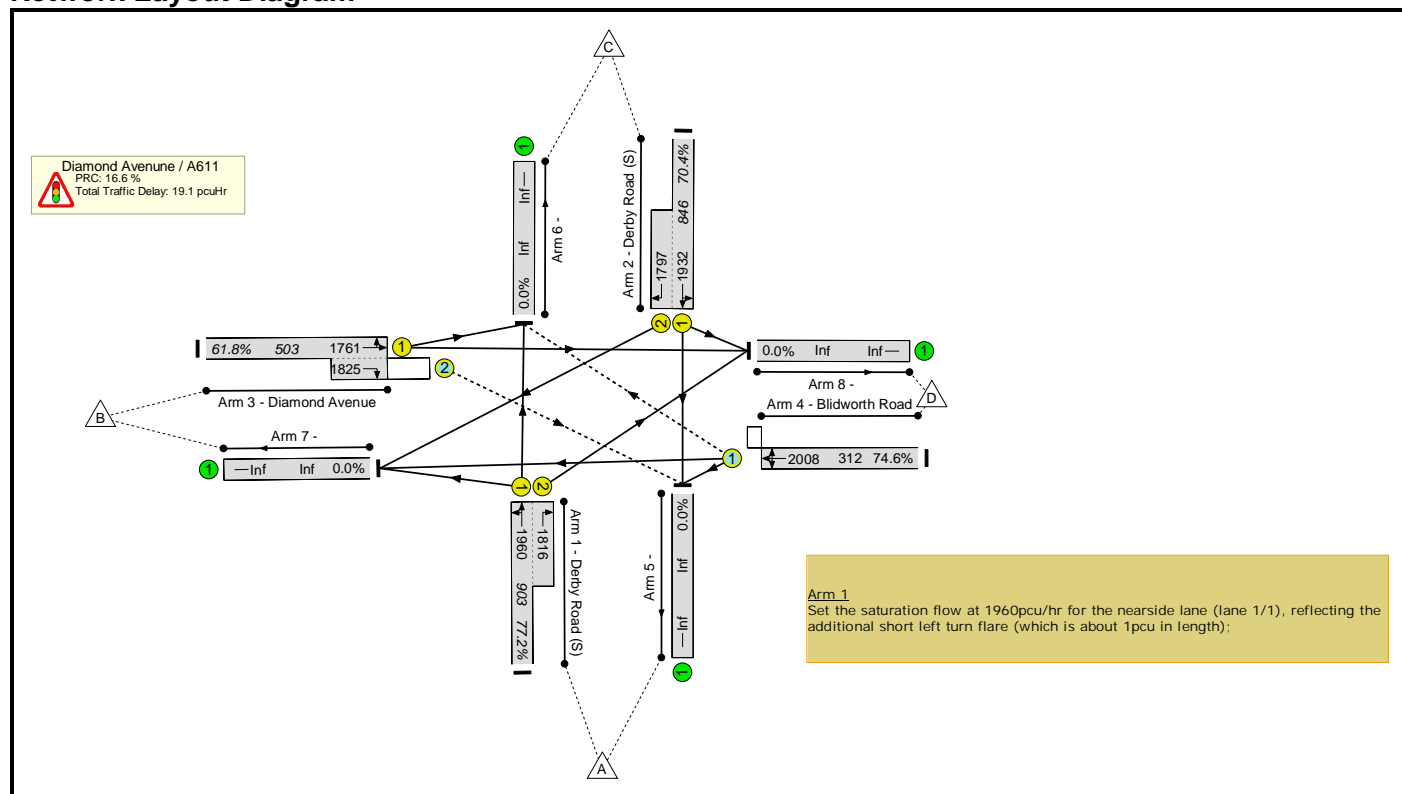 Network Layout Diagram
C
Diamond Avenune / A611
PRC: 16.6 %
Total Traffic Delay: 19.1 pcuHr
1
Inf
Inf
0.0%
Arm 6 -
Arm 2 - Derby Road (S)
70.4%
846
1797
1932
2
1
61.8% 503 1761
1825
1
2
Arm 3 - Diamond Avenue
B
Arm 7 -
1
Inf Inf 0.0%
0.0% Inf Inf
1
Arm 8 -
D
Arm 4 - Blidworth Road
1
2008 312 74.6%
1
2
1960
1816
903
77.2%
Arm 1 - Derby Road (S)
Arm 5 -
0.0%
Inf
Inf
1
A
Arm 1
Set the saturation flow at 1960pcu/hr for the nearside lane (lane 1/1), reflecting the
additional short left turn flare (which is about 1pcu in length);